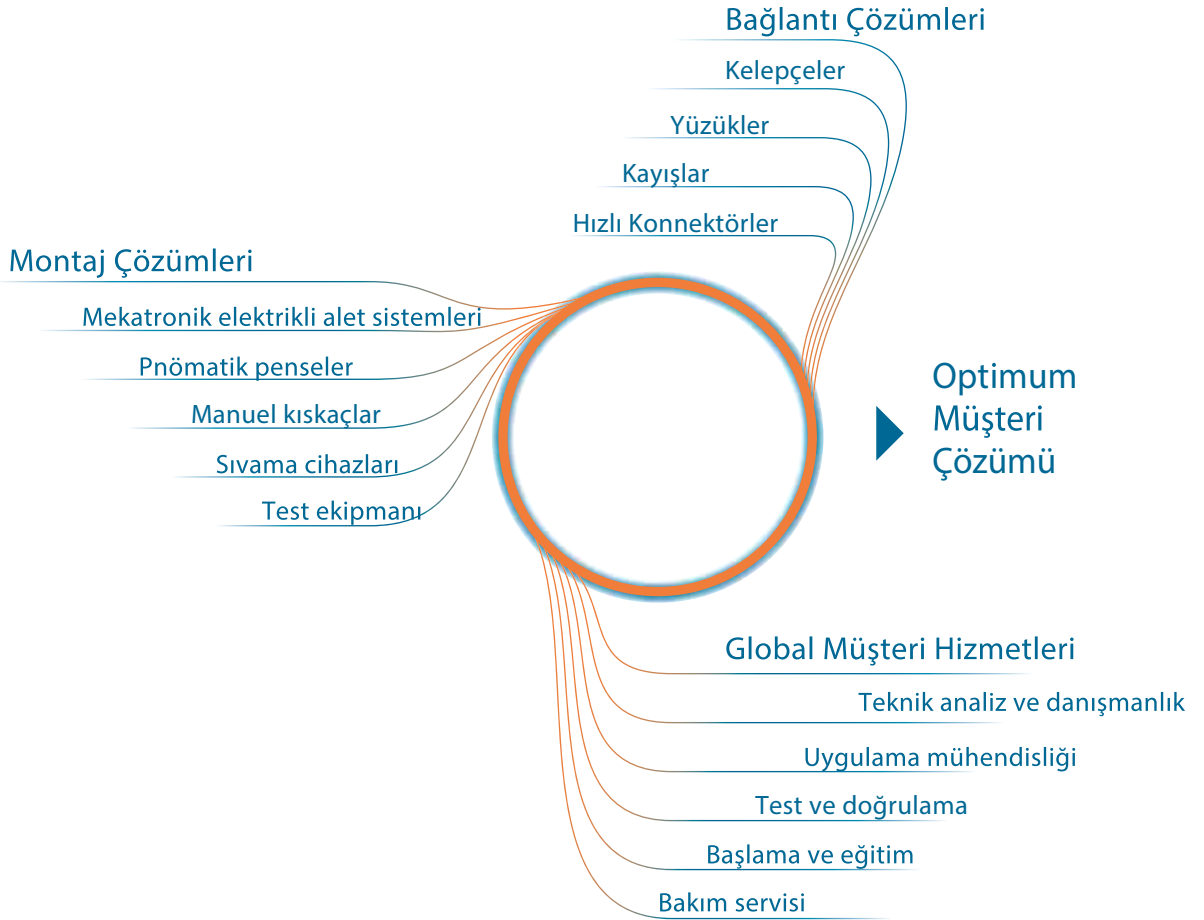 Bağlantı Çözümleri
Kelepçeler
Yüzükler
Kayışlar
Hızlı Konnektörler
Montaj Çözümleri
Mekatronik elektrikli alet sistemleri
Pnömatik penseler
Manuel kıskaçlar
Sıvama cihazları
Test ekipmanı
Optimum
Müşteri
Çözümü
Global Müşteri Hizmetleri
Teknik analiz ve danışmanlık
Uygulama mühendisliği
Test ve doğrulama
Başlama ve eğitim
Bakım servisi